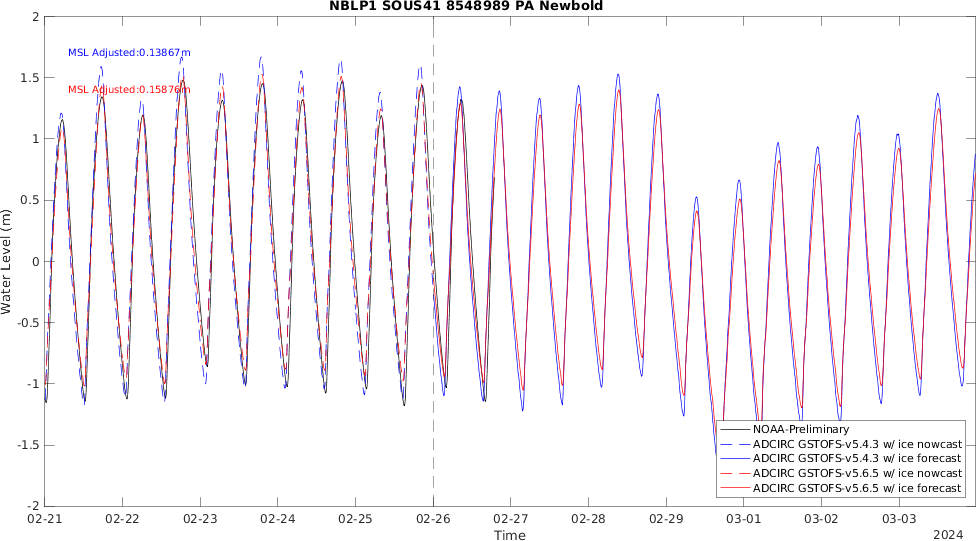 NBLP1 SOUS41 8548989 PA Newbold
2
1.5
1
0.5
0
-0.5
-1
-1.5
-2
Water Level (m)
MSL Adjusted:0.13867m
MSL Adjusted:0.15876m
NOAA-Preliminary
ADCIRC GSTOFS-v5.4.3 w/ ice nowcast
ADCIRC GSTOFS-v5.4.3 w/ ice forecast
ADCIRC GSTOFS-v5.6.5 w/ ice nowcast
ADCIRC GSTOFS-v5.6.5 w/ ice forecast
02-21 02-22 02-23 02-24 02-25 02-26 02-27 02-28 02-29 03-01 03-02 03-03
Time
2024